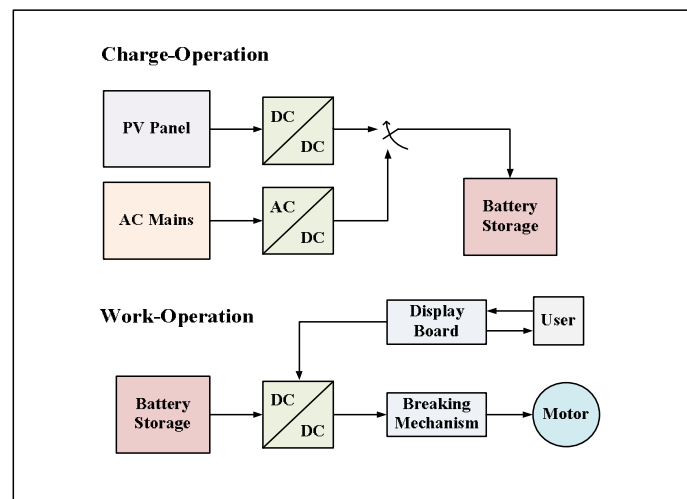 Charge-Operation
PV Panel
DC
DC
AC Mains
AC
DC
Battery
Storage
Work-Operation
Display
Board
User
Battery
Storage
DC
DC
Breaking
Mechanism
Motor